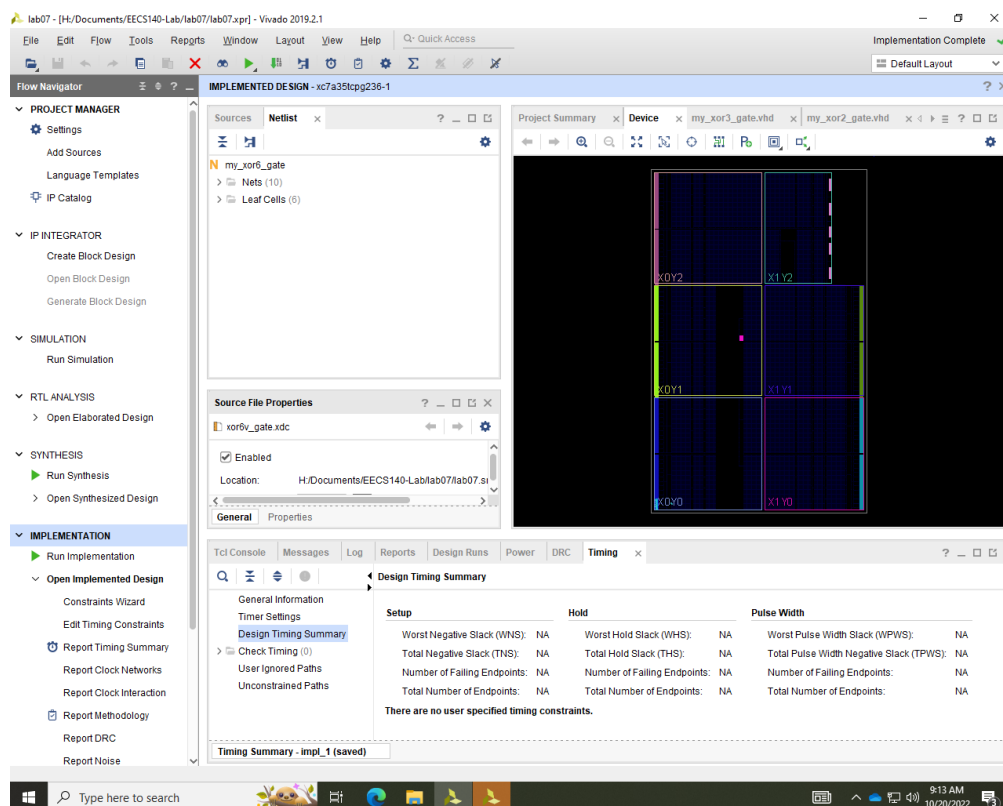 lab07 - [H:/Documents/EECS140-Lab/lab07/lab07.xpr] - Vivado 2019.2.1
File Edit Flow Tools Reports Window Layout View Help Q- Quick Access Implementation Complete
Default Layout
Flow Navigator
IMPLEMENTED DESIGN - xc7a35tcpg236-1
PROJECT MANAGER
Settings
Add Sources
Language Templates
IP Catalog
IP INTEGRATOR
Create Block Design
Open Block Design
Generate Block Design
SIMULATION
Run Simulation
RTL ANALYSIS
Open Elaborated Design
SYNTHESIS
Run Synthesis
Open Synthesized Design
IMPLEMENTATION
Run Implementation
Open Implemented Design
Constraints Wizard
Edit Timing Constraints
Report Timing Summary
Report Clock Networks
Report Clock Interaction
Report Methodology
Report DRC
Report Noise
Sources Netlist
N my_xor6_gate
Nets (10)
Leaf Cells (6)
Source File Properties
xor6v_gate.xdc
Enabled
Location: H:/Documents/EECS140-Lab/lab07/lab07.sr
General Properties
Project Summary Device my_xor3_gate.vhd my_xor2_gate.vhd
X0Y2 X1Y2
X0Y1 X1Y1
X0Y0 X1Y0
Tcl Console Messages Log Reports Design Runs Power DRC Timing
Design Timing Summary
General Information
Timer Settings
Design Timing Summary
Check Timing (0)
User Ignored Paths
Unconstrained Paths
Setup Hold Pulse Width
Worst Negative Slack (WNS): NA Worst Hold Slack (WHS): NA Worst Pulse Width Slack (WPWS): NA
Total Negative Slack (TNS): NA Total Hold Slack (THS): NA Total Pulse Width Negative Slack (TPWS): NA
Number of Failing Endpoints: NA Number of Failing Endpoints: NA Number of Failing Endpoints: NA
Total Number of Endpoints: NA Total Number of Endpoints: NA Total Number of Endpoints: NA
There are no user specified timing constraints.
Timing Summary - impl_1 (saved)
Type here to search
9:13 AM
10/20/2022